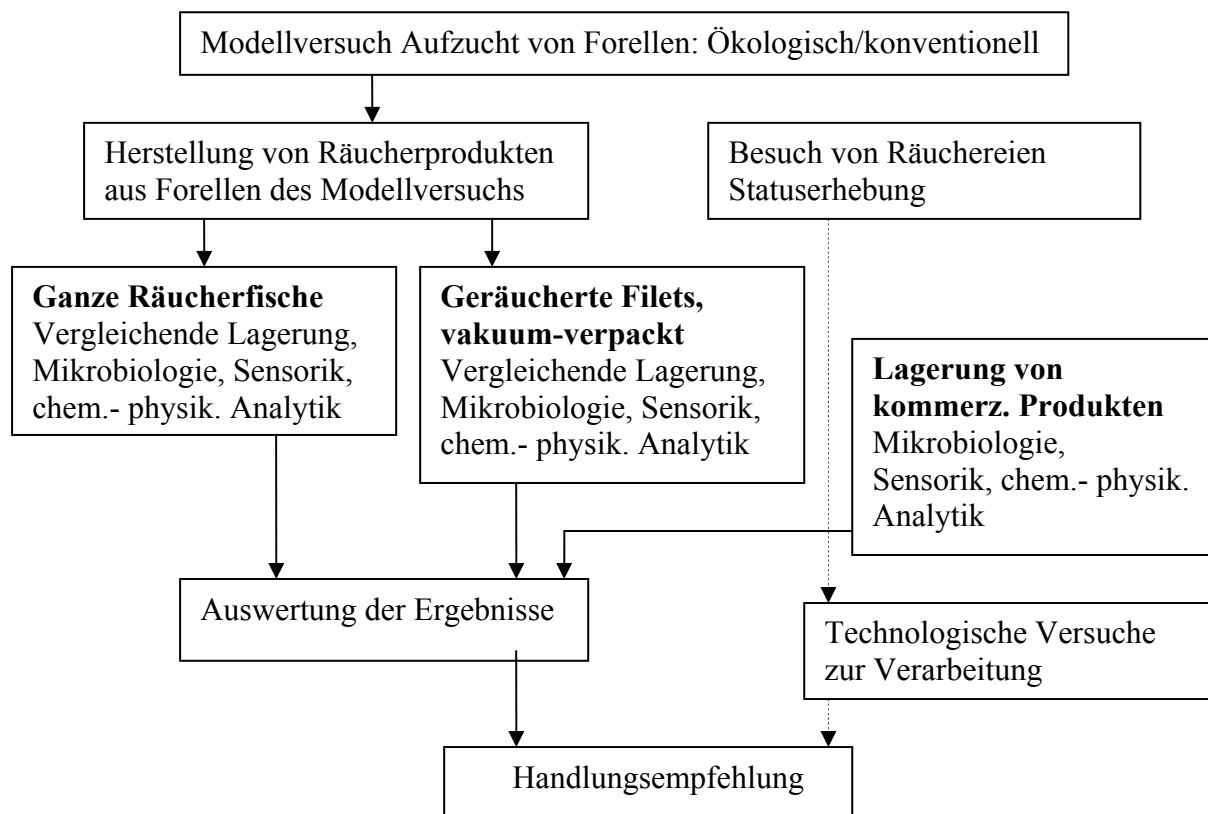 Modellversuch Aufzucht von Forellen: Ökologisch/konventionell
Herstellung von Räucherprodukten
aus Forellen des Modellversuchs
Besuch von Räuchereien
Statuserhebung
Ganze Räucherfische
Vergleichende Lagerung,
Mikrobiologie, Sensorik,
chem.- physik. Analytik
Geräucherte Filets,
vakuum-verpackt
Vergleichende Lagerung,
Mikrobiologie, Sensorik,
chem.- physik. Analytik
Lagerung von
kommerz. Produkten
Mikrobiologie,
Sensorik, chem.- physik.
Analytik
Auswertung der Ergebnisse
Technologische Versuche
zur Verarbeitung
Handlungsempfehlung